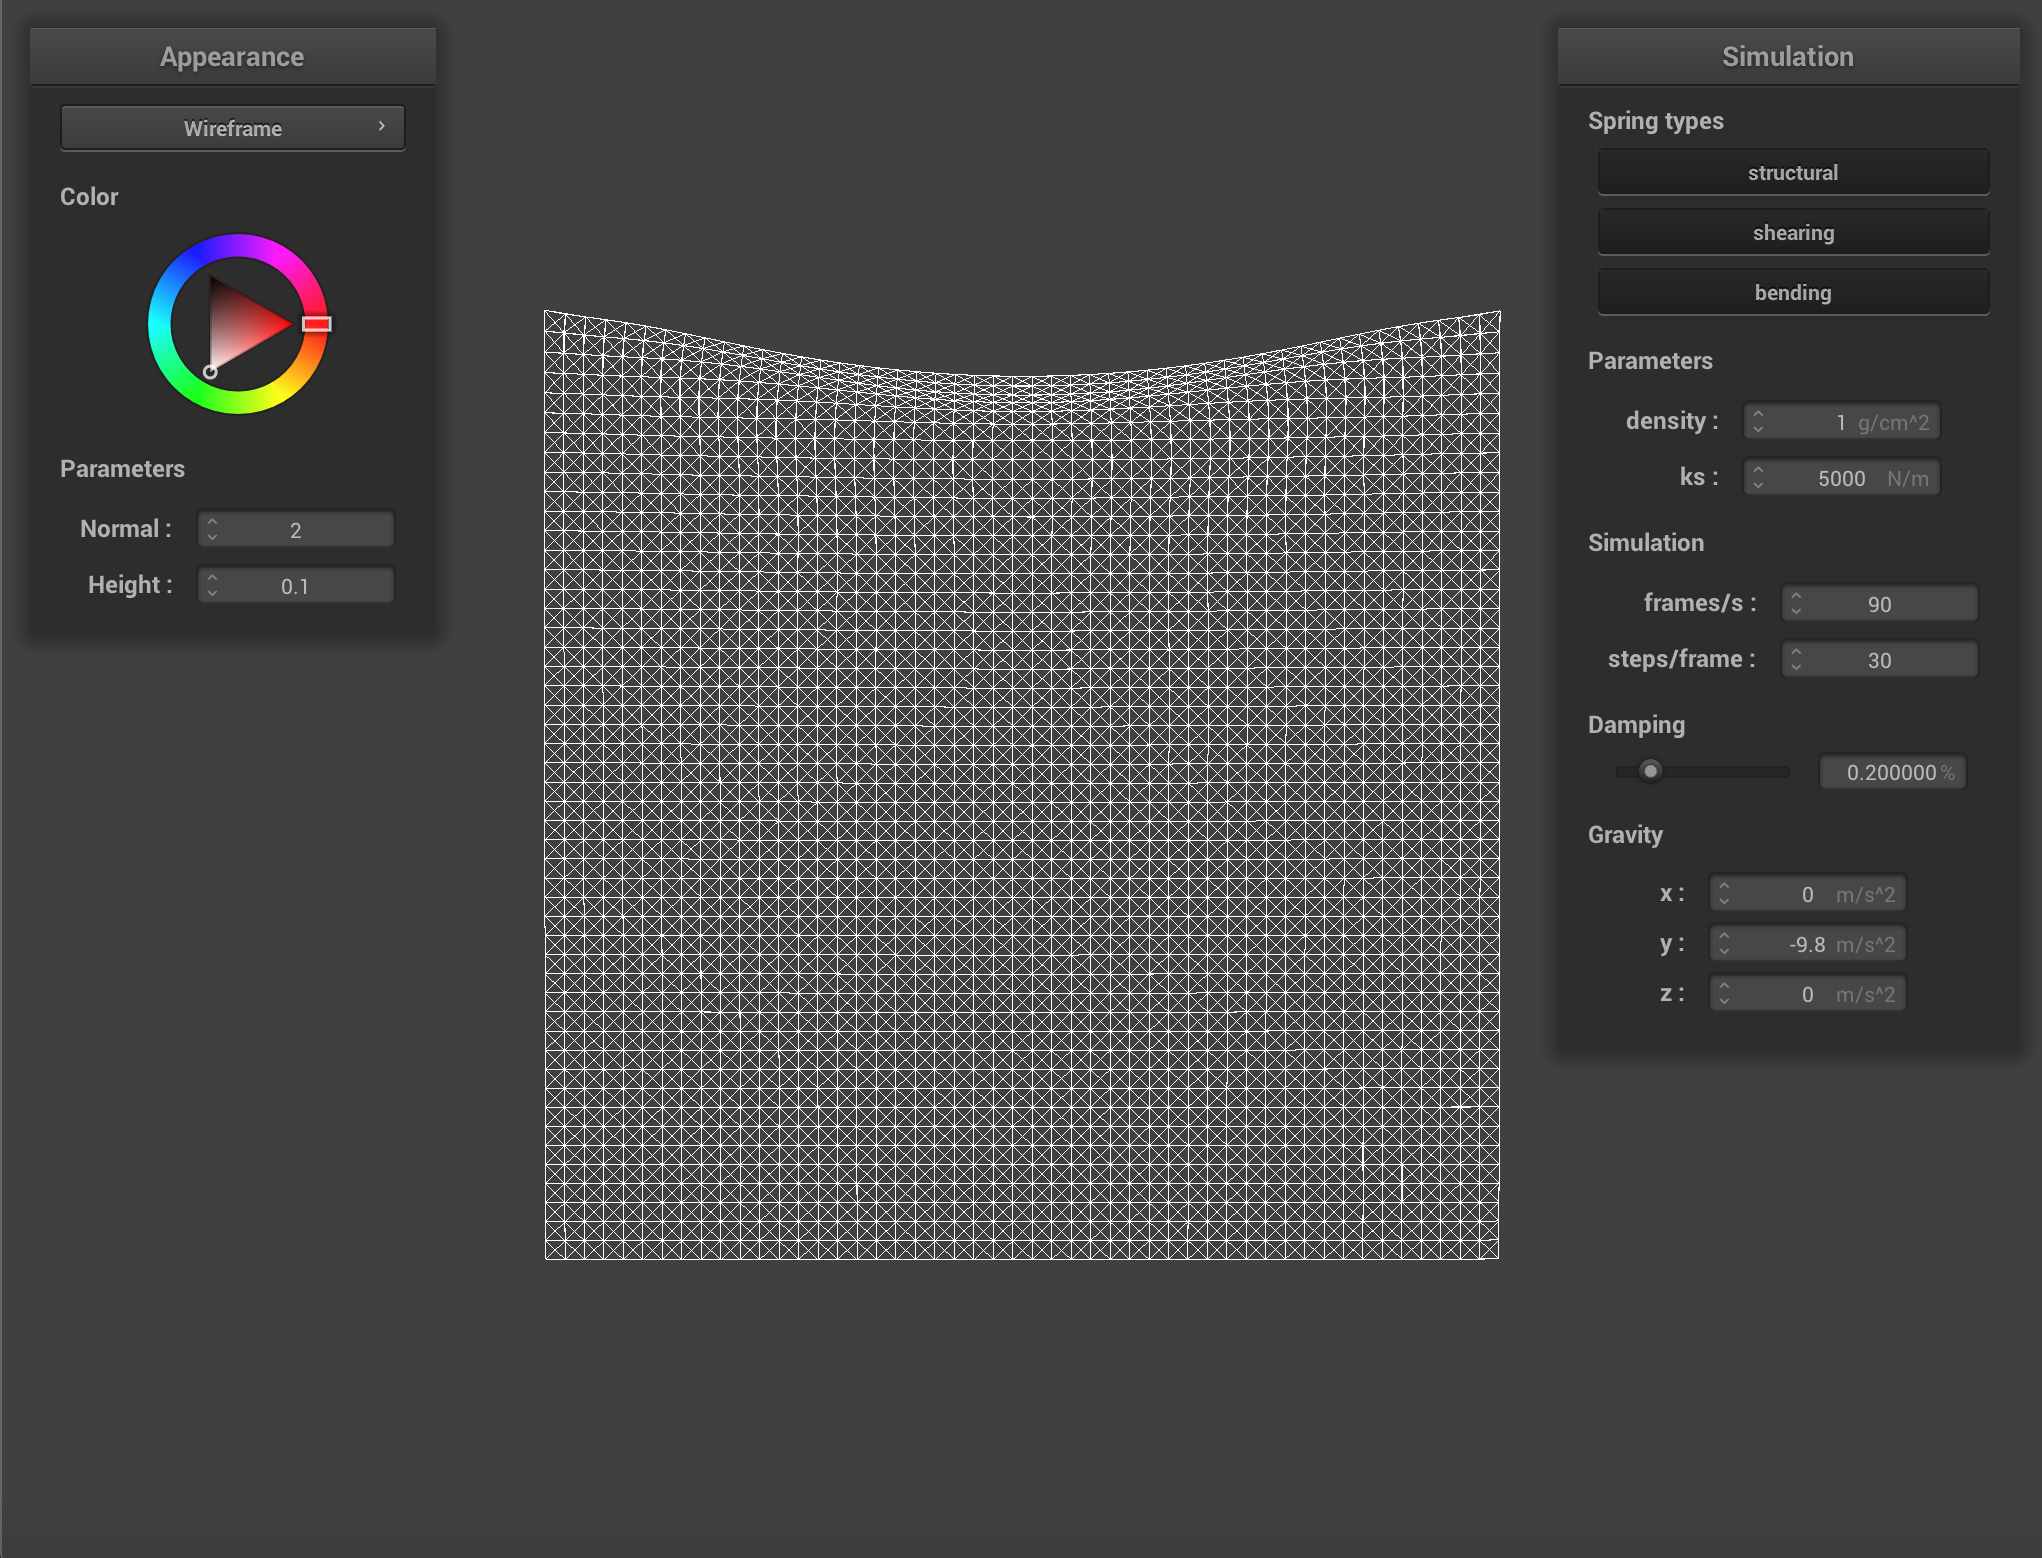 Appearance
Wireframe
Color
Parameters
Normal : 2
Height : 0.1
Simulation
Spring types
structural
shearing
bending
Parameters
density : 1 g/cm^2
ks : 5000 N/m
Simulation
frames/s : 90
steps/frame : 30
Damping
0.200000 %
Gravity
x : 0 m/s^2
y : -9.8 m/s^2
z : 0 m/s^2